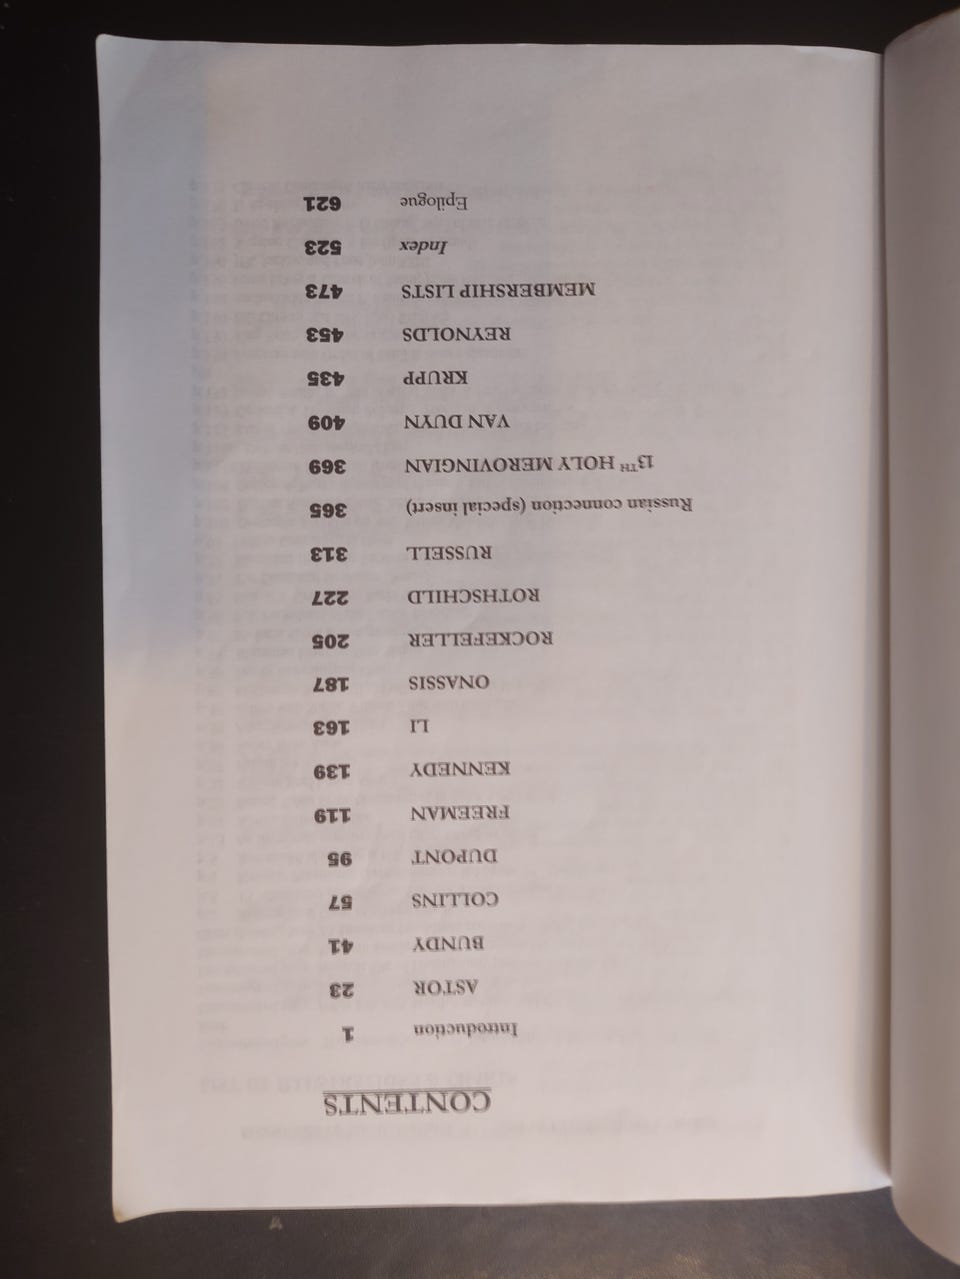 CONTENTS
Introduction 1
ASTOR 23
BUNDY 41
COLLINS 57
DUPONT 95
FREEMAN 119
KENNEDY 139
LI 163
ONASSIS 187
ROCKEFELLER 205
ROTHSCHILD 227
RUSSELL 313
Russian connection (special insert) 365
13TH HOLY MEROVINGIAN 369
VAN DUYN 409
KRUPP 435
REYNOLDS 453
MEMBERSHIP LISTS 473
Index 523
Epilogue 621